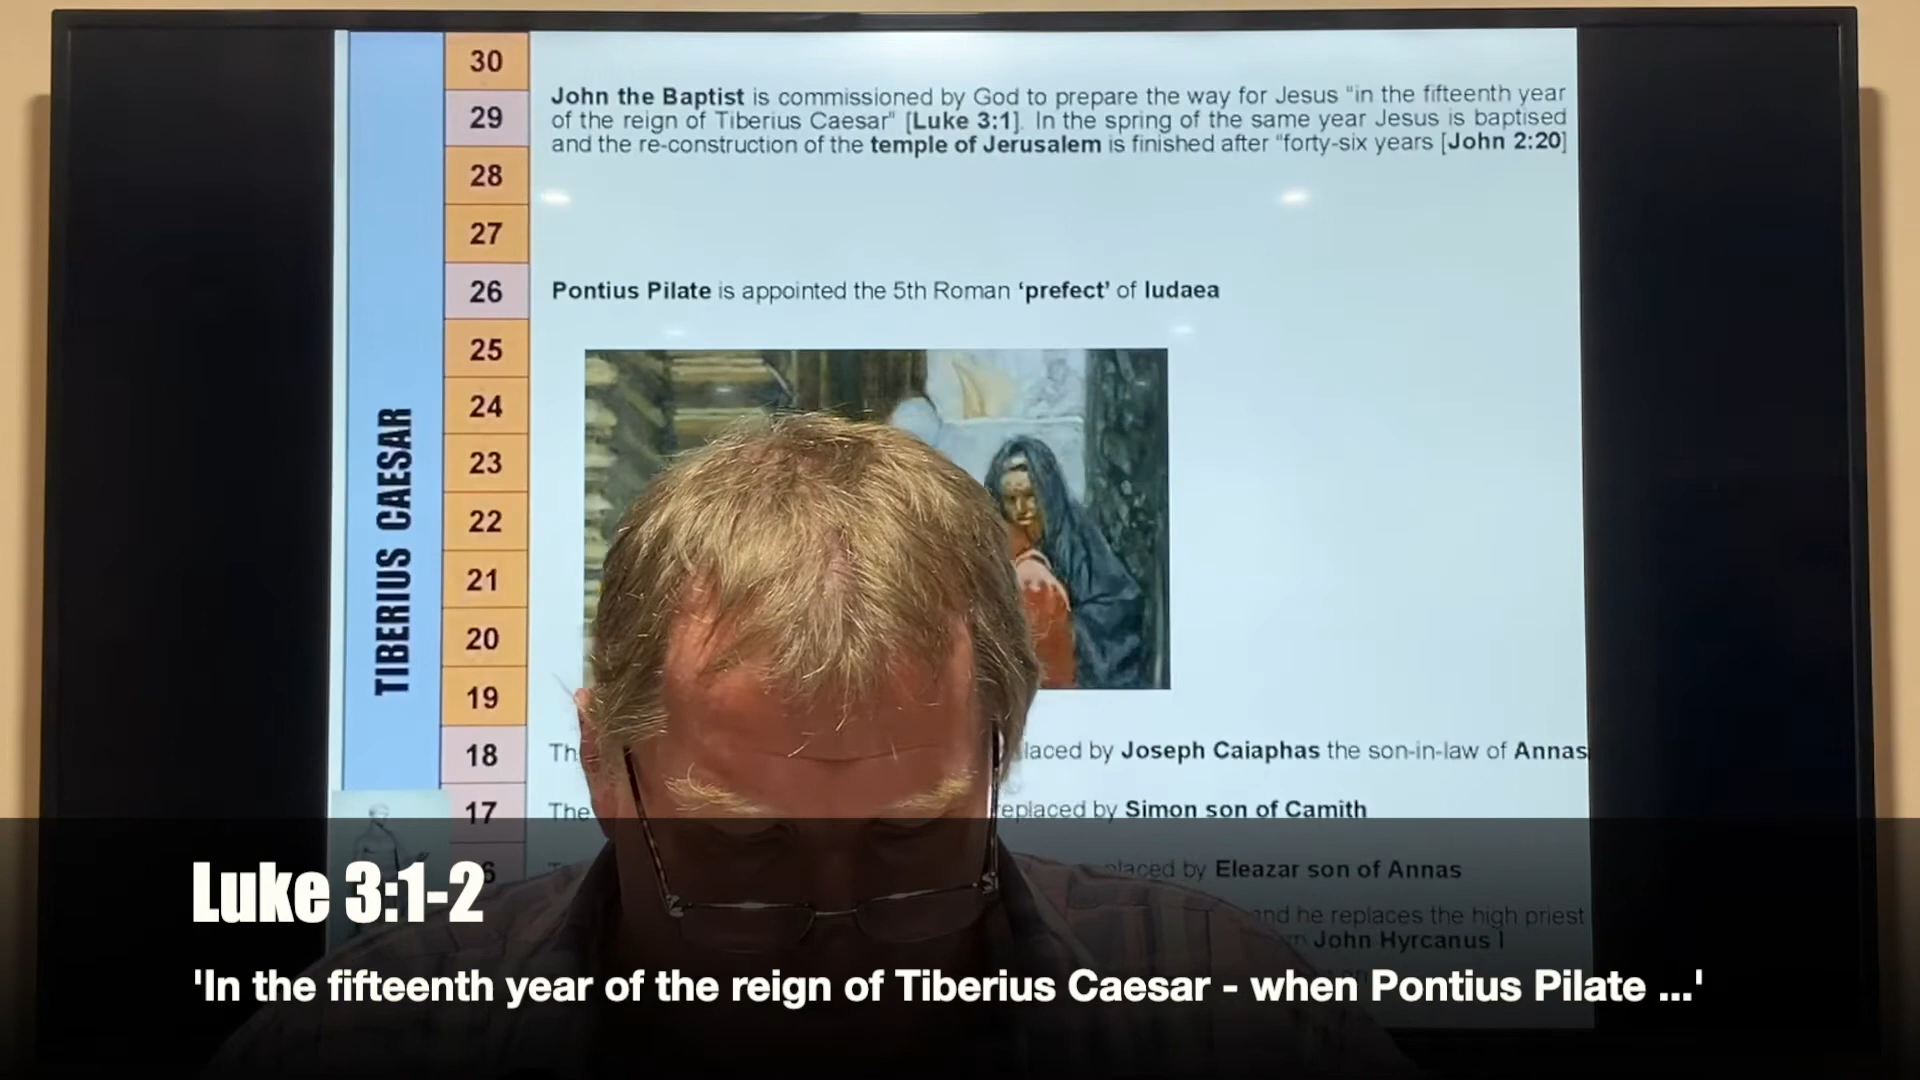 30
29
28
27
26
25
24
23
22
21
20
19
18
17
6
TIBERIUS CAESAR
John the Baptist is commissioned by God to prepare the way for Jesus "in the fifteenth year
of the reign of Tiberius Caesar" [Luke 3:1]. In the spring of the same year Jesus is baptised
and the re-construction of the temple of Jerusalem is finished after "forty-six years [John 2:20]
Pontius Pilate is appointed the 5th Roman ‘prefect’ of Iudaea
laced by Joseph Caiaphas the son-in-law of Annas
The replaced by Simon son of Camith
placed by Eleazar son of Annas
and he replaces the high priest
John Hyrcanus I
Luke 3:1-2
'In the fifteenth year of the reign of Tiberius Caesar - when Pontius Pilate ...'